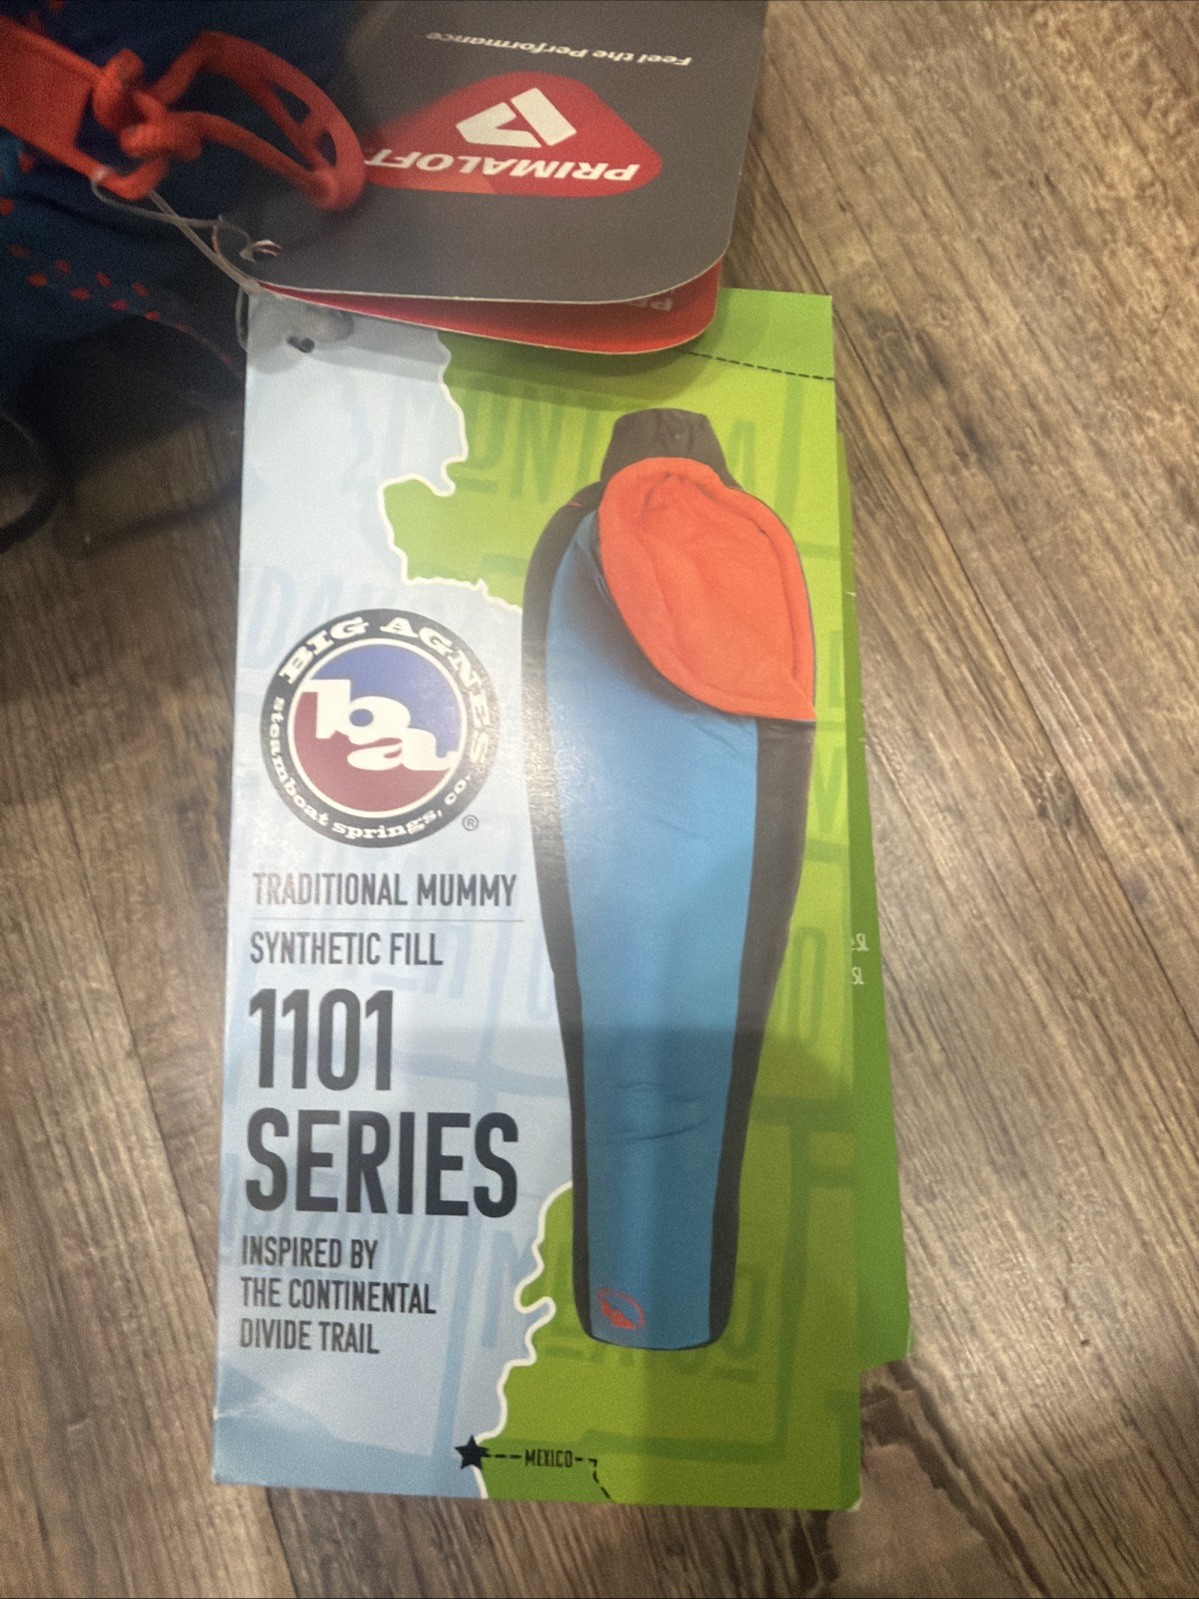 Feel the Performance
PRIMALOFT
BIG AGNES
ba
steamboat springs, co.
®
TRADITIONAL MUMMY
SYNTHETIC FILL
1101
SERIES
INSPIRED BY
THE CONTINENTAL
DIVIDE TRAIL
MEXICO